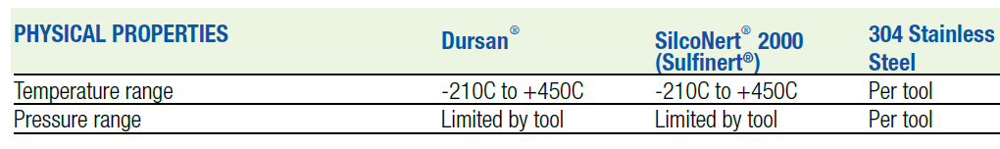 PHYSICAL PROPERTIES Dursan® SilcoNert® 2000 304 Stainless
(Sulfinert®) Steel
Temperature range -210C to +450C -210C to +450C Per tool
Pressure range Limited by tool Limited by tool Per tool